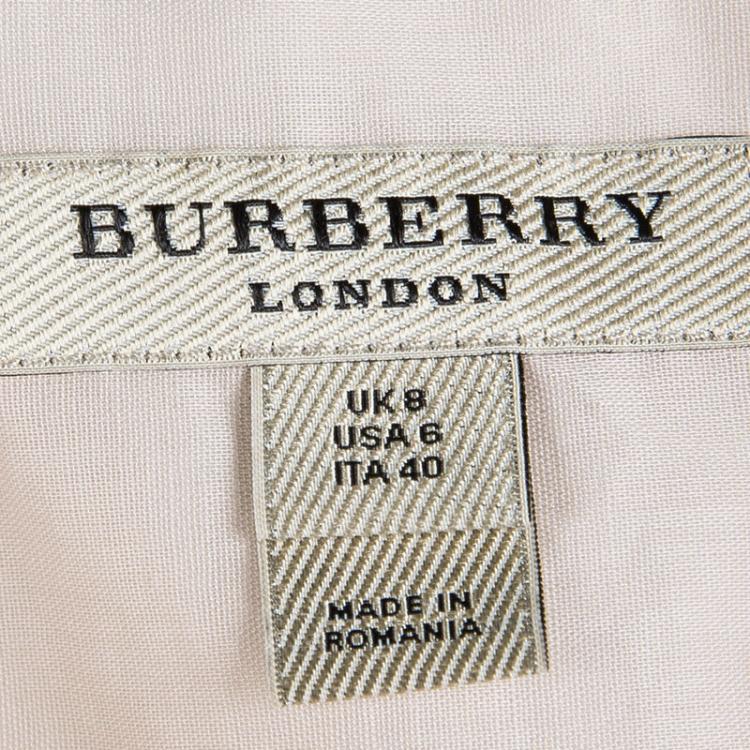 BURBERRY
LONDON
UK 8
USA 6
ITA 40
MADE IN
ROMANIA